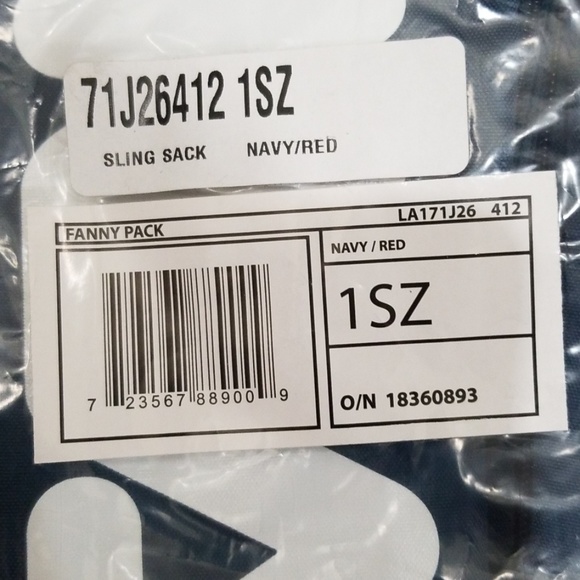 71J26412 1SZ
SLING SACK NAVY/RED
FANNY PACK LA171J26 412
NAVY / RED
1SZ
7 23567 88900 9
O/N 18360893